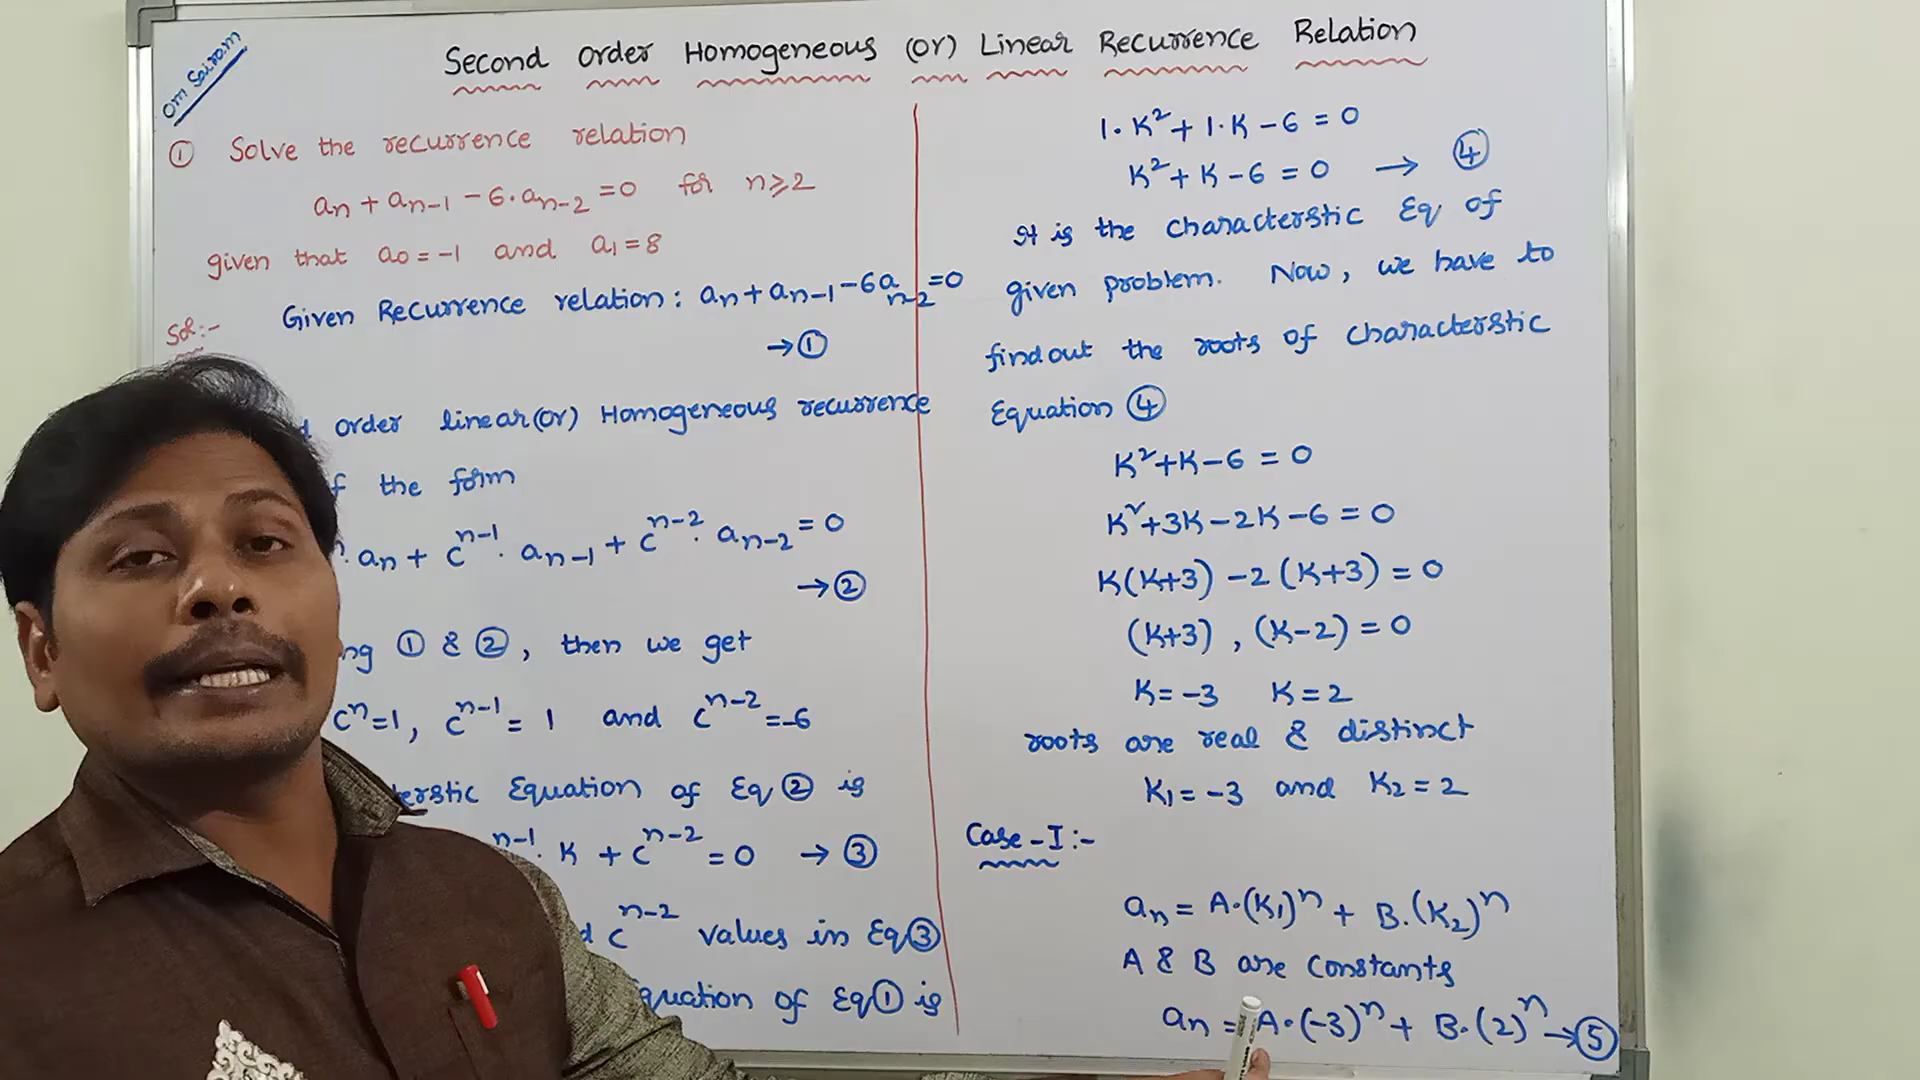 Om Sairam
Second Order Homogeneous (or) Linear Recurrence Relation
① Solve the recurrence relation
aₙ + aₙ₋₁ - 6·aₙ₋₂ = 0 for n ≥ 2
given that a₀ = -1 and a₁ = 8
Sol:- Given Recurrence relation: aₙ + aₙ₋₁ - 6aₙ₋₂ = 0
→ ①
order linear (or) Homogeneous recurrence
the form
· aₙ + cⁿ⁻¹· aₙ₋₁ + cⁿ⁻²· aₙ₋₂ = 0
→ ②
① & ②, then we get
cⁿ = 1, cⁿ⁻¹ = 1 and cⁿ⁻² = -6
Equation of Eq ② is
ⁿ⁻¹· K + cⁿ⁻² = 0 → ③
cⁿ⁻² values in Eq ③
quation of Eq ① is
1·K² + 1·K - 6 = 0
K² + K - 6 = 0 → ④
It is the characterstic Eq of
given problem. Now, we have to
findout the roots of characterstic
Equation ④
K² + K - 6 = 0
K² + 3K - 2K - 6 = 0
K(K+3) - 2(K+3) = 0
(K+3) , (K-2) = 0
K = -3 K = 2
roots are real & distinct
K₁ = -3 and K₂ = 2
Case - I :-
aₙ = A·(K₁)ⁿ + B·(K₂)ⁿ
A & B are constants
aₙ = A·(-3)ⁿ + B·(2)ⁿ → ⑤